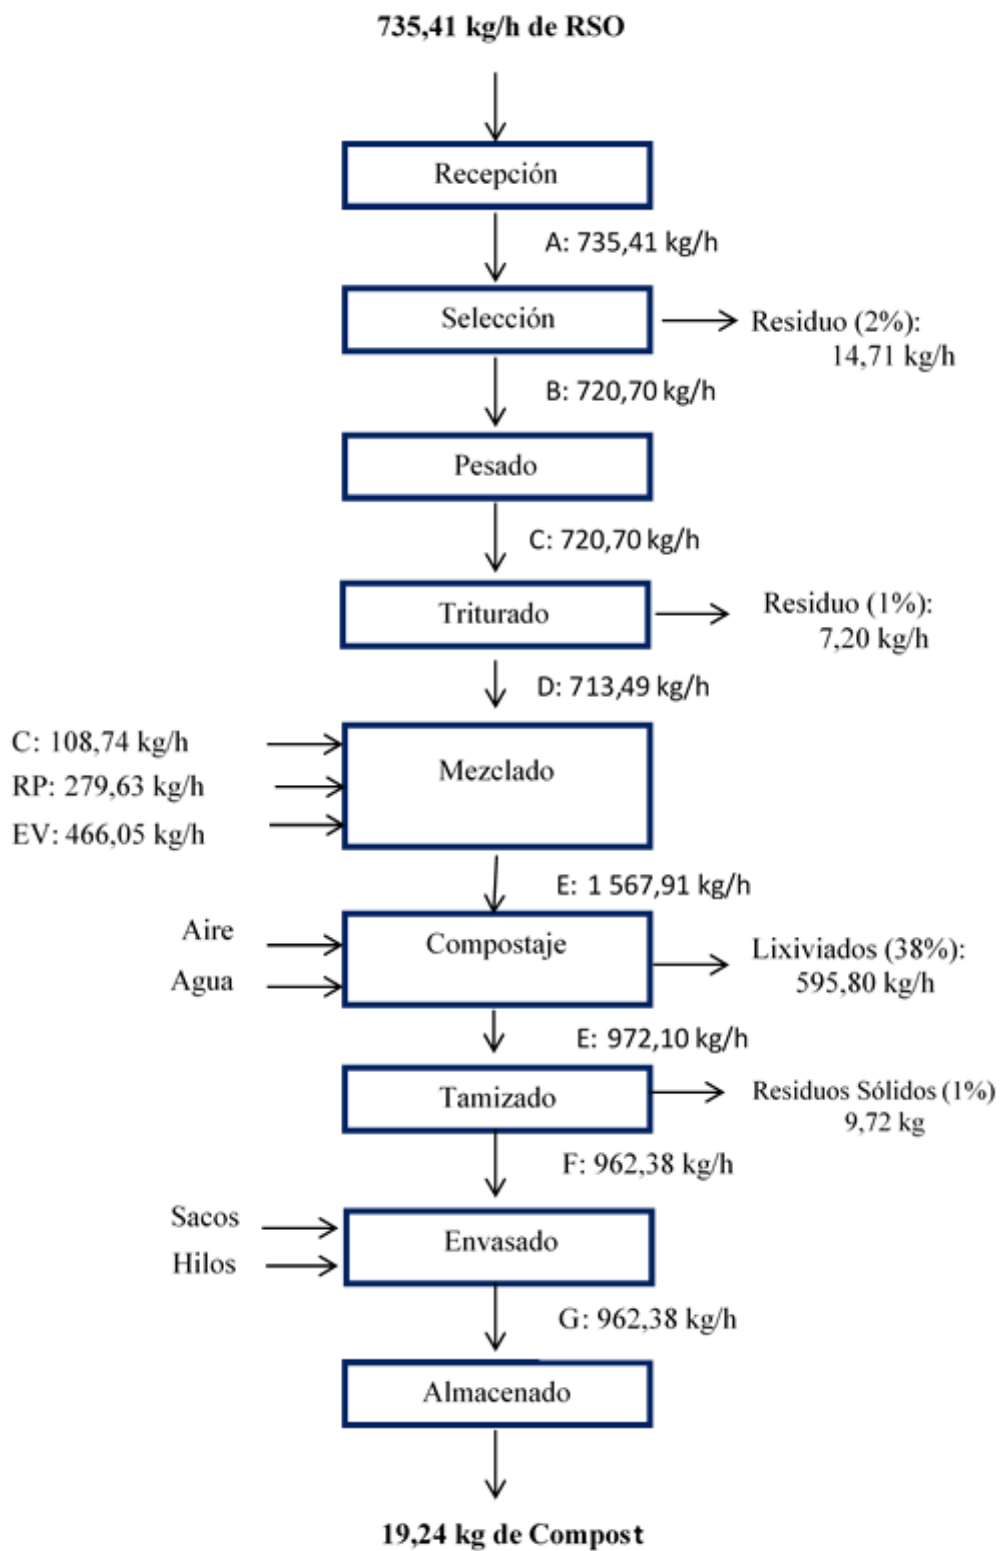 735,41 kg/h de RSO
Recepción
A: 735,41 kg/h
Selección
Residuo (2%):
14,71 kg/h
B: 720,70 kg/h
Pesado
C: 720,70 kg/h
Triturado
Residuo (1%):
7,20 kg/h
D: 713,49 kg/h
C: 108,74 kg/h
RP: 279,63 kg/h
EV: 466,05 kg/h
Mezclado
E: 1 567,91 kg/h
Aire
Agua
Compostaje
Lixiviados (38%):
595,80 kg/h
E: 972,10 kg/h
Tamizado
Residuos Sólidos (1%)
9,72 kg
F: 962,38 kg/h
Sacos
Hilos
Envasado
G: 962,38 kg/h
Almacenado
19,24 kg de Compost